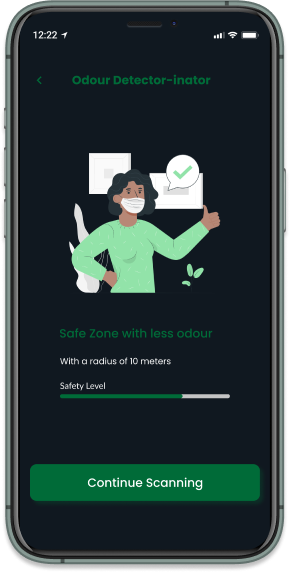 12:22
Odour Detector-inator
Safe Zone with less odour
With a radius of 10 meters
Safety Level
Continue Scanning